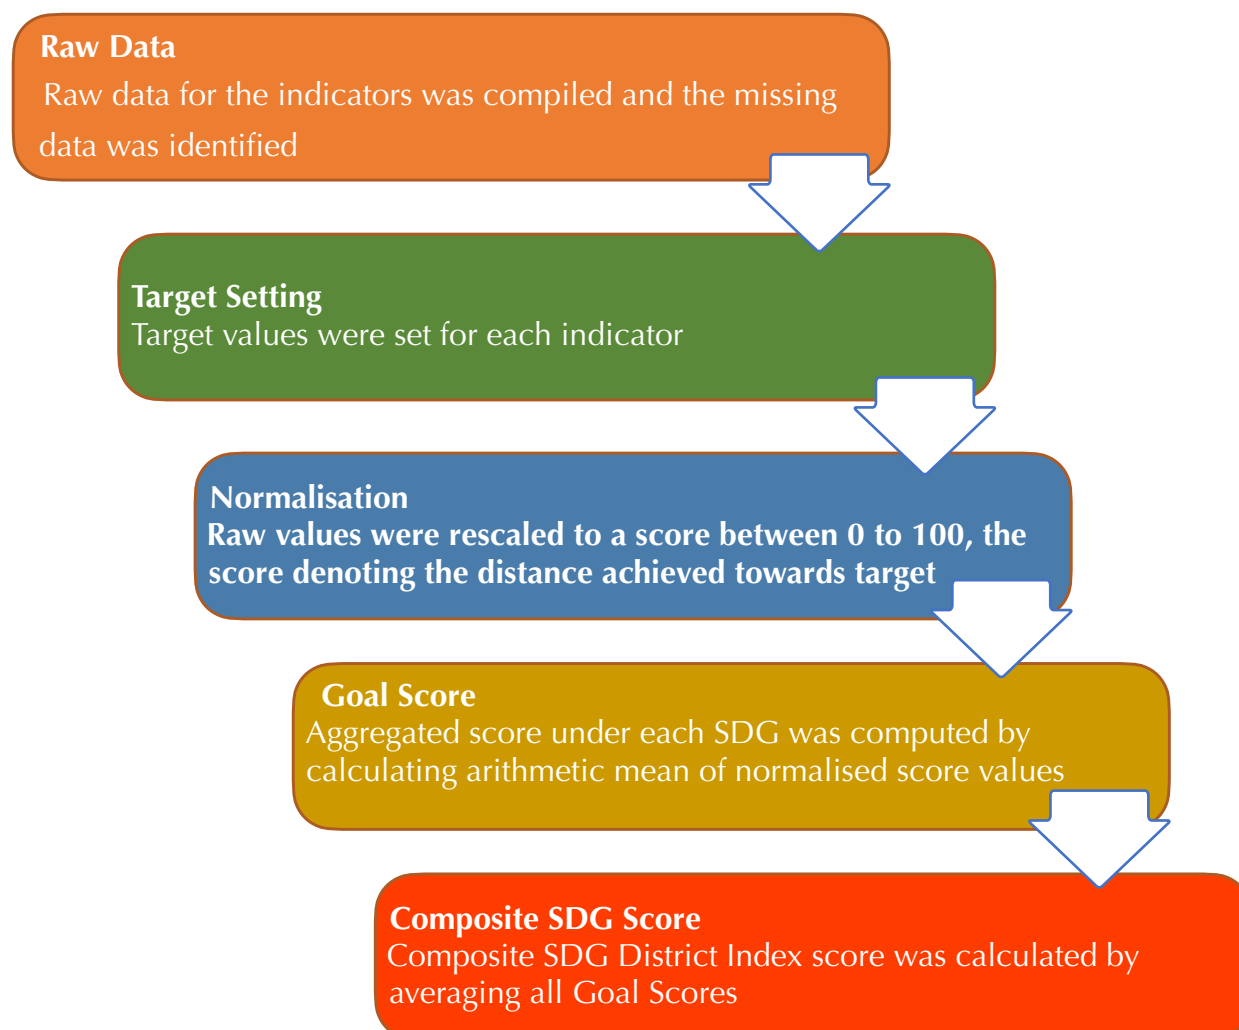 Raw Data
Raw data for the indicators was compiled and the missing
data was identified
Target Setting
Target values were set for each indicator
Normalisation
Raw values were rescaled to a score between 0 to 100, the
score denoting the distance achieved towards target
Goal Score
Aggregated score under each SDG was computed by
calculating arithmetic mean of normalised score values
Composite SDG Score
Composite SDG District Index score was calculated by
averaging all Goal Scores